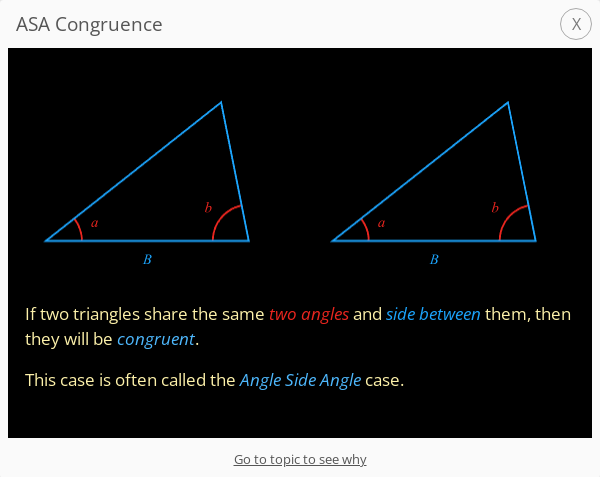 ASA Congruence
X
a
b
B
a
b
B
If two triangles share the same two angles and side between them, then
they will be congruent.
This case is often called the Angle Side Angle case.
Go to topic to see why